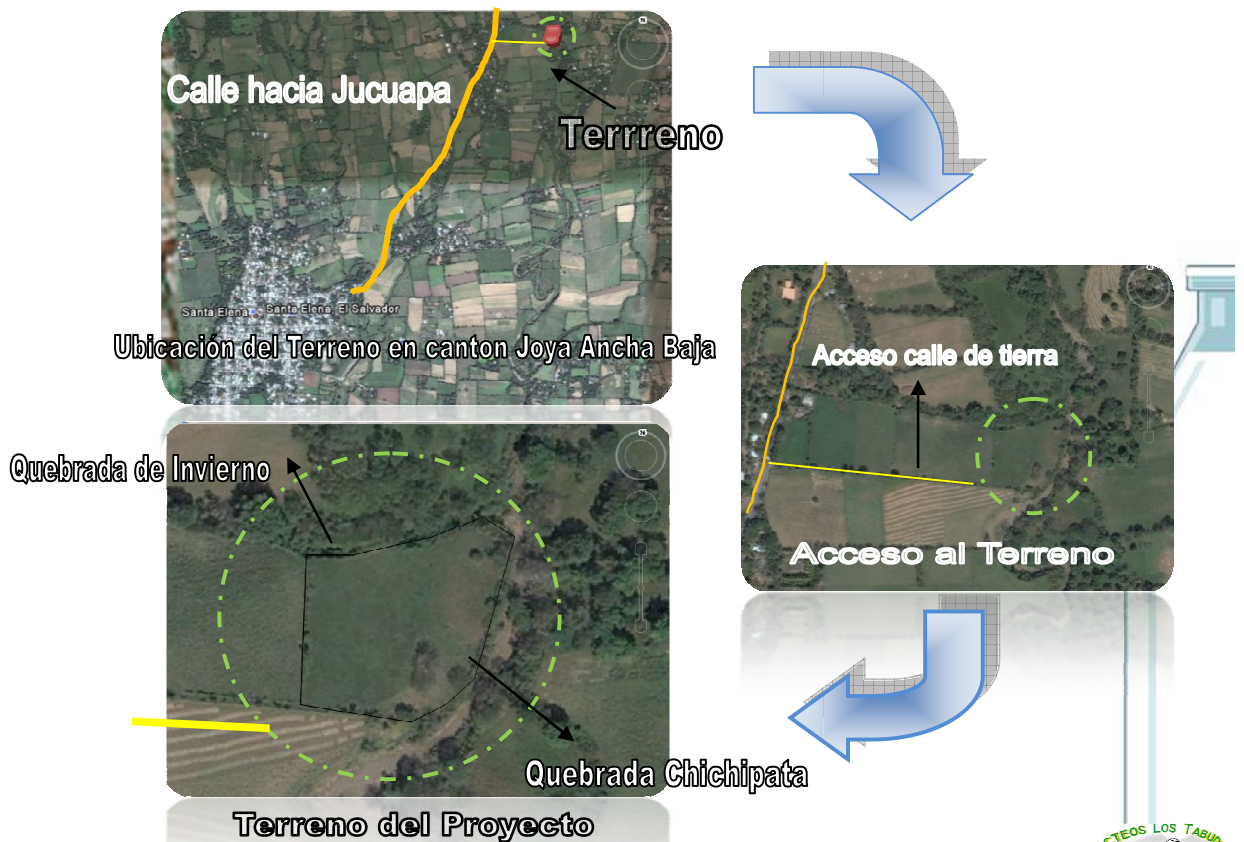 Calle hacia Jucuapa
Terrreno
Santa Elena
Santa Elena, El Salvador
Ubicación del Terreno en canton Joya Ancha Baja
Acceso calle de tierra
Acceso al Terreno
Quebrada de Invierno
Quebrada Chichipata
Terreno del Proyecto
LOS